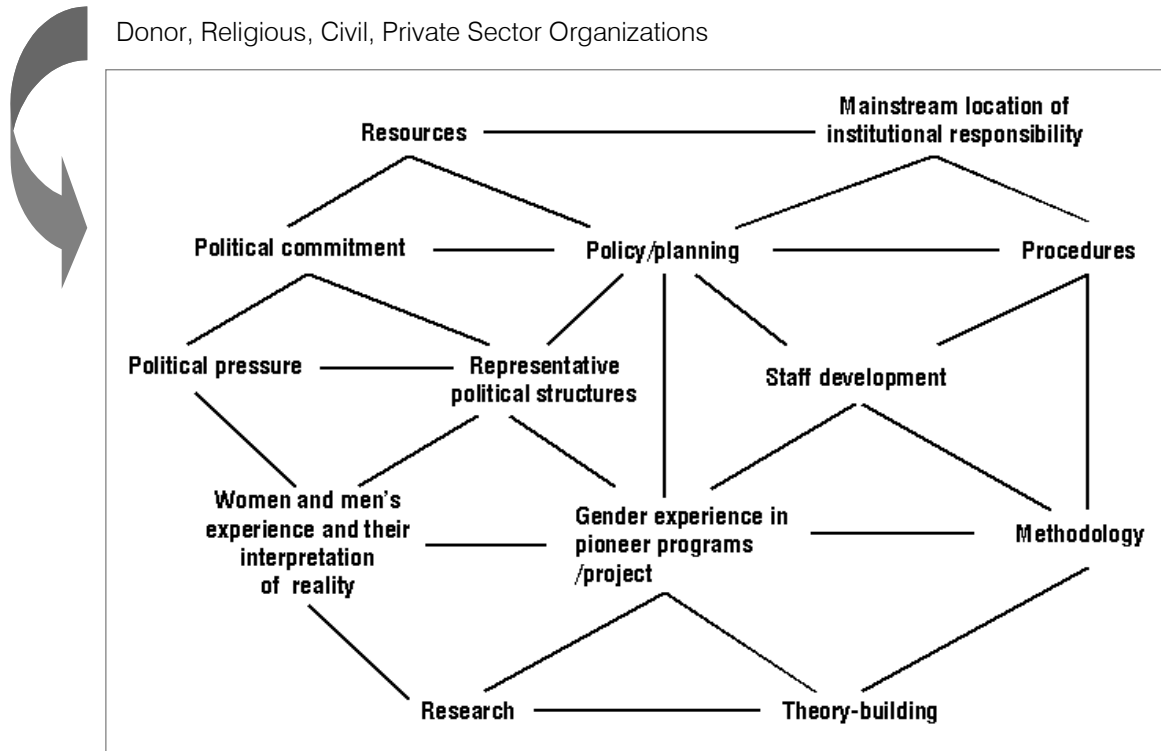 Donor, Religious, Civil, Private Sector Organizations
Resources
Mainstream location of
institutional responsibility
Political commitment
Policy/planning
Procedures
Political pressure
Representative
political structures
Staff development
Women and men's
experience and their
interpretation
of reality
Gender experience in
pioneer programs
/project
Methodology
Research
Theory-building